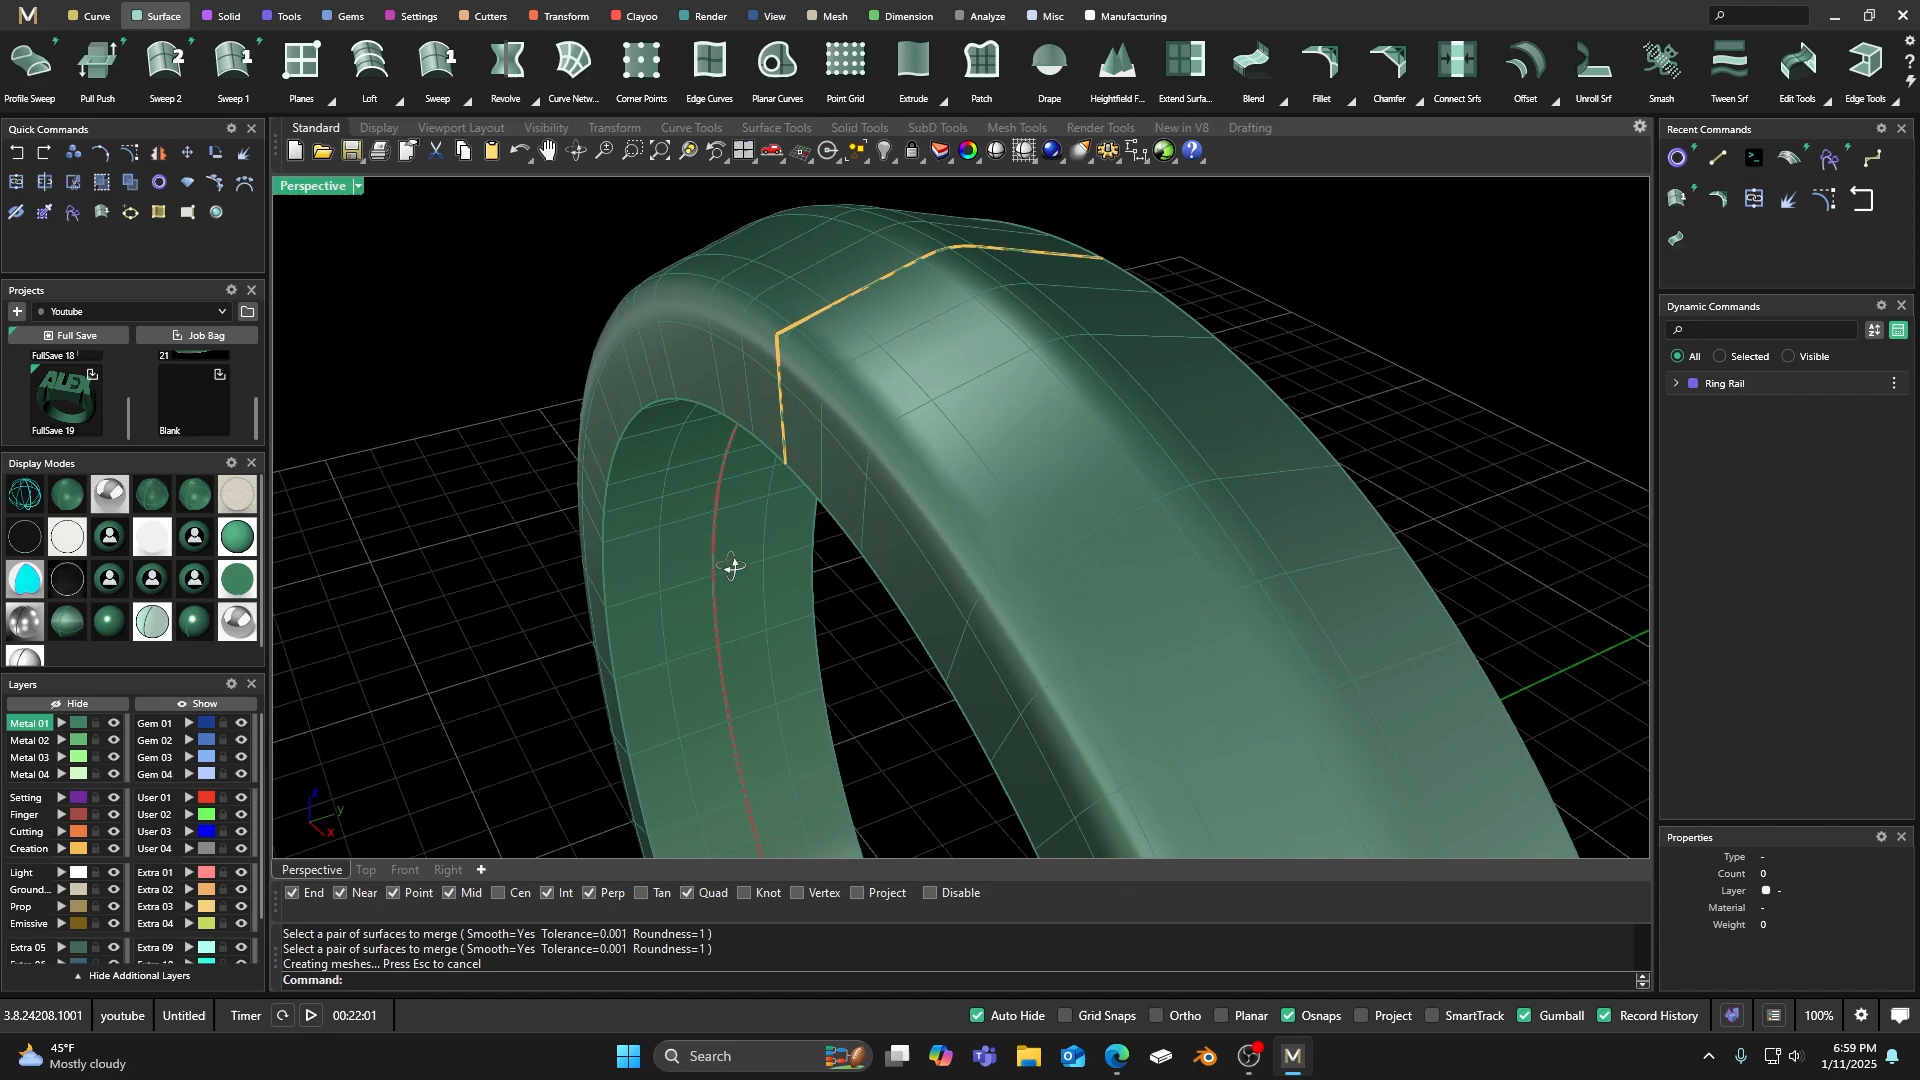 Curve Surface Solid Tools Gems Settings Cutters Transform Clayoo Render View Mesh Dimension Analyze Misc Manufacturing
Profile Sweep Pull Push Sweep 2 Sweep 1 Planes Loft Sweep Revolve Curve Netw... Corner Points Edge Curves Planar Curves Point Grid Extrude Patch Drape Heightfield F... Extend Surfa... Blend Fillet Chamfer Connect Srfs Offset Unroll Srf Smash Tween Srf Edit Tools Edge Tools
Quick Commands
Standard Display Viewport Layout Visibility Transform Curve Tools Surface Tools Solid Tools SubD Tools Mesh Tools Render Tools New in V8 Drafting
Perspective
Projects
Youtube
Full Save Job Bag
FullSave 18 21
FullSave 19 Blank
Display Modes
Layers
Hide Show
Metal 01 Gem 01
Metal 02 Gem 02
Metal 03 Gem 03
Metal 04 Gem 04
Setting User 01
Finger User 02
Cutting User 03
Creation User 04
Light Extra 01
Ground... Extra 02
Prop Extra 03
Emissive Extra 04
Extra 05 Extra 09
Hide Additional Layers
z
y
x
Perspective Top Front Right
End Near Point Mid Cen Int Perp Tan Quad Knot Vertex Project Disable
Select a pair of surfaces to merge ( Smooth=Yes Tolerance=0.001 Roundness=1 )
Select a pair of surfaces to merge ( Smooth=Yes Tolerance=0.001 Roundness=1 )
Creating meshes... Press Esc to cancel
Command:
Recent Commands
Dynamic Commands
All Selected Visible
Ring Rail
Properties
Type -
Count 0
Layer -
Material -
Weight 0
3.8.24208.1001 youtube Untitled Timer 00:22:01 Auto Hide Grid Snaps Ortho Planar Osnaps Project SmartTrack Gumball Record History 100%
45°F
Mostly cloudy
Search
6:59 PM
1/11/2025